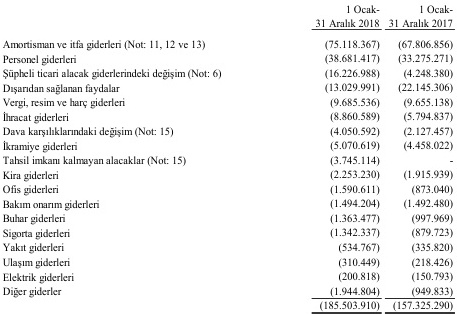 1 Ocak- 1 Ocak-
31 Aralık 2018 31 Aralık 2017
Amortisman ve itfa giderleri (Not: 11, 12 ve 13) (75.118.367) (67.806.856)
Personel giderleri (38.681.417) (33.275.271)
Şüpheli ticari alacak giderlerindeki değişim (Not: 6) (16.226.988) (4.248.380)
Dışarıdan sağlanan faydalar (13.029.991) (22.145.306)
Vergi, resim ve harç giderleri (9.685.536) (9.655.138)
İhracat giderleri (8.860.589) (5.794.837)
Dava karşılıklarındaki değişim (Not: 15) (4.050.592) (2.127.457)
İkramiye giderleri (5.070.619) (4.458.022)
Tahsil imkanı kalmayan alacaklar (Not: 15) (3.745.114) -
Kira giderleri (2.253.230) (1.915.939)
Ofis giderleri (1.590.611) (873.040)
Bakım onarım giderleri (1.494.204) (1.492.480)
Buhar giderleri (1.363.477) (997.969)
Sigorta giderleri (1.342.337) (879.723)
Yakıt giderleri (534.767) (335.820)
Ulaşım giderleri (310.449) (218.426)
Elektrik giderleri (200.818) (150.793)
Diğer giderler (1.944.804) (949.833)
(185.503.910) (157.325.290)